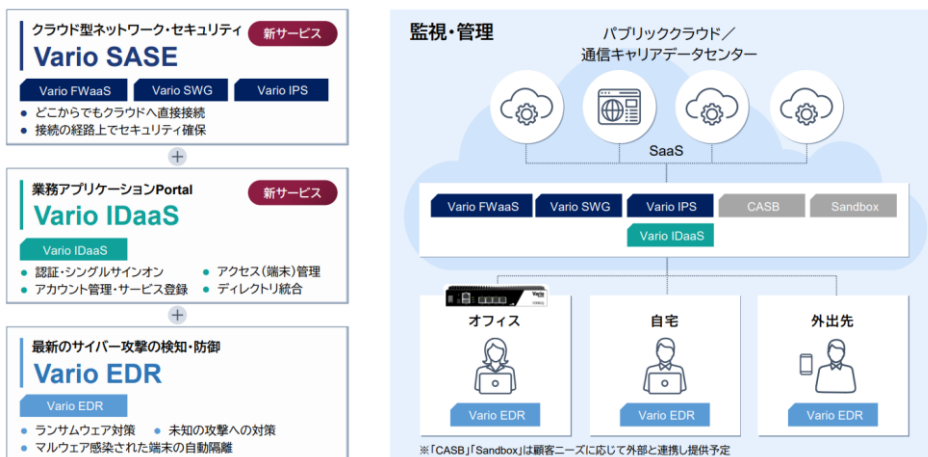 クラウド型ネットワーク・セキュリティ
新サービス
Vario SASE
Vario FWaaS
Vario SWG
Vario IPS
● どこからでもクラウドへ直接接続
● 接続の経路上でセキュリティ確保
+
業務アプリケーションPortal
新サービス
Vario IDaaS
Vario IDaaS
● 認証・シングルサインオン
● アクセス(端末)管理
● アカウント管理・サービス登録
● ディレクトリ統合
+
最新のサイバー攻撃の検知・防御
Vario EDR
Vario EDR
● ランサムウェア対策
● 未知の攻撃への対策
● マルウェア感染された端末の自動隔離
監視・管理
パブリッククラウド／
通信キャリアデータセンター
SaaS
Vario FWaaS
Vario SWG
Vario IPS
CASB
Sandbox
Vario IDaaS
Vario
オフィス
自宅
外出先
Vario EDR
Vario EDR
Vario EDR
※「CASB」「Sandbox」は顧客ニーズに応じて外部と連携し提供予定